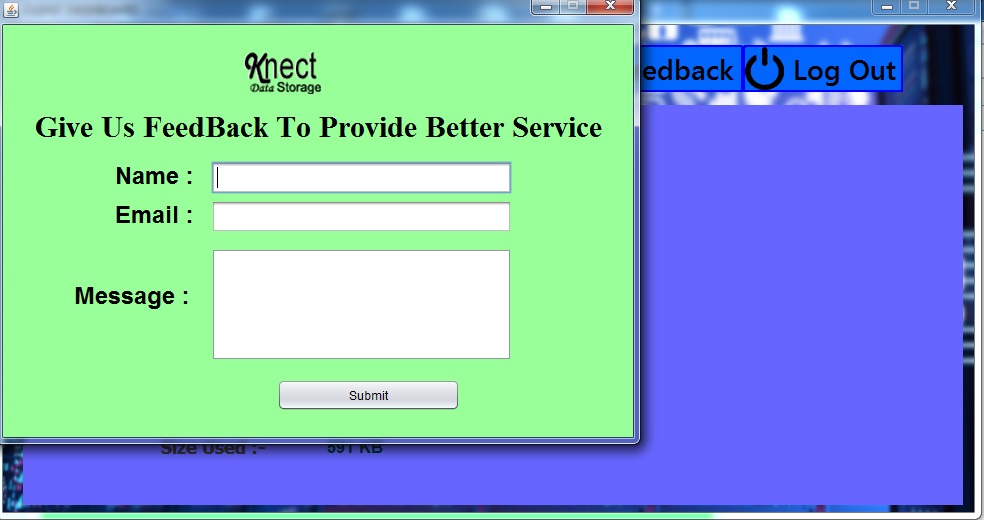 Knect
Data Storage
edback
Log Out
Give Us FeedBack To Provide Better Service
Name :
Email :
Message :
Submit
Size Used :-
591 KB